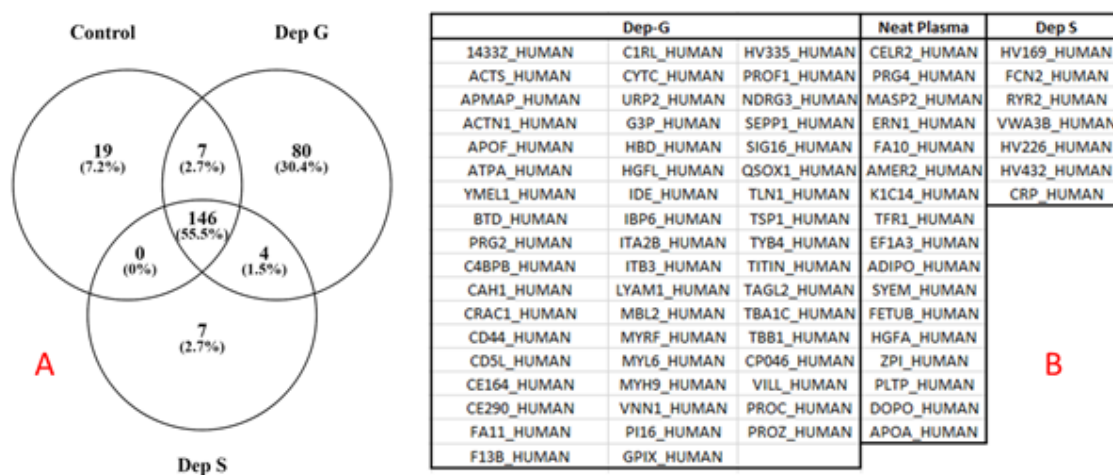 Control
Dep G
19
(7.2%)
7
(2.7%)
80
(30.4%)
146
(55.5%)
0
(0%)
4
(1.5%)
7
(2.7%)
A
Dep S
Dep-G Neat Plasma Dep S
1433Z_HUMAN C1RL_HUMAN HV335_HUMAN CELR2_HUMAN HV169_HUMAN
ACTS_HUMAN CYTC_HUMAN PROF1_HUMAN PRG4_HUMAN FCN2_HUMAN
APMAP_HUMAN URP2_HUMAN NDRG3_HUMAN MASP2_HUMAN RYR2_HUMAN
ACTN1_HUMAN G3P_HUMAN SEPP1_HUMAN ERN1_HUMAN VWA3B_HUMAN
APOF_HUMAN HBD_HUMAN SIG16_HUMAN FA10_HUMAN HV226_HUMAN
ATPA_HUMAN HGFL_HUMAN QSOX1_HUMAN AMER2_HUMAN HV432_HUMAN
YMEL1_HUMAN IDE_HUMAN TLN1_HUMAN K1C14_HUMAN CRP_HUMAN
BTD_HUMAN IBP6_HUMAN TSP1_HUMAN TFR1_HUMAN
PRG2_HUMAN ITA2B_HUMAN TYB4_HUMAN EF1A3_HUMAN
C4BPB_HUMAN ITB3_HUMAN TITIN_HUMAN ADIPO_HUMAN
CAH1_HUMAN LYAM1_HUMAN TAGL2_HUMAN SYEM_HUMAN
CRAC1_HUMAN MBL2_HUMAN TBA1C_HUMAN FETUB_HUMAN
CD44_HUMAN MYRF_HUMAN TBB1_HUMAN HGFA_HUMAN
CD5L_HUMAN MYL6_HUMAN CP046_HUMAN ZPI_HUMAN B
CE164_HUMAN MYH9_HUMAN VILL_HUMAN PLTP_HUMAN
CE290_HUMAN VNN1_HUMAN PROC_HUMAN DOPO_HUMAN
FA11_HUMAN PI16_HUMAN PROZ_HUMAN APOA_HUMAN
F13B_HUMAN GPIX_HUMAN